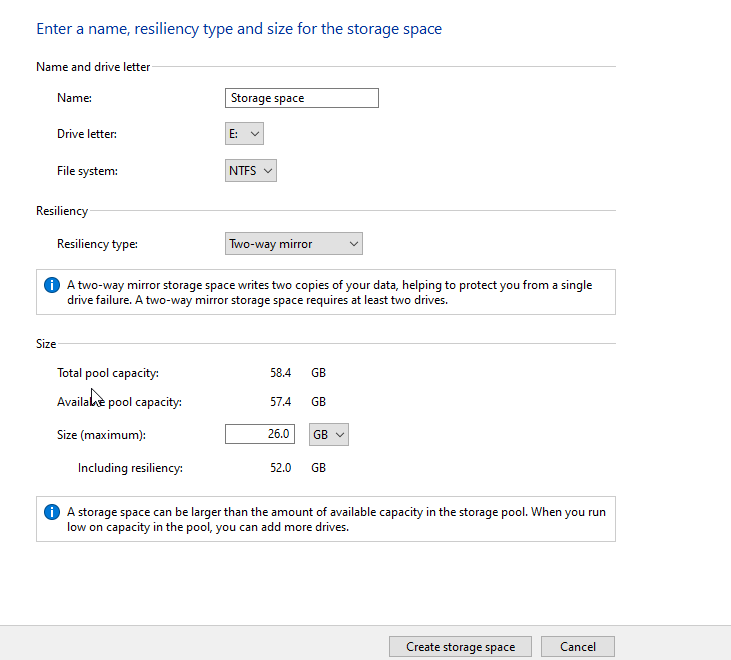 Enter a name, resiliency type and size for the storage space
Name and drive letter
Name: Storage space
Drive letter: E:
File system: NTFS
Resiliency
Resiliency type: Two-way mirror
A two-way mirror storage space writes two copies of your data, helping to protect you from a single
drive failure. A two-way mirror storage space requires at least two drives.
Size
Total pool capacity: 58.4 GB
Available pool capacity: 57.4 GB
Size (maximum): 26.0 GB
Including resiliency: 52.0 GB
A storage space can be larger than the amount of available capacity in the storage pool. When you run
low on capacity in the pool, you can add more drives.
Create storage space Cancel